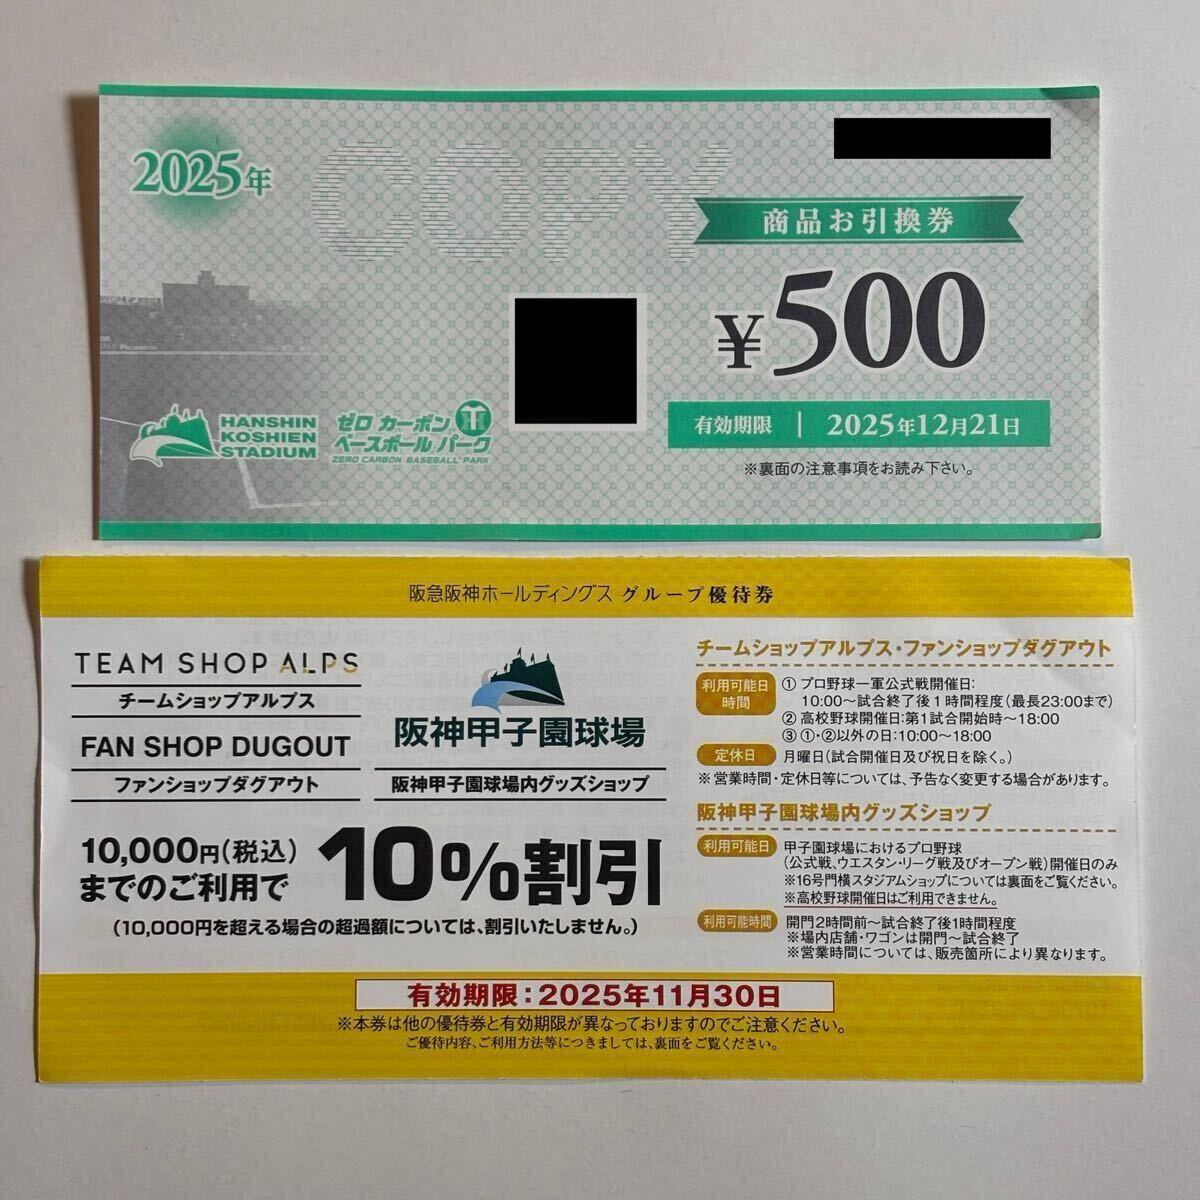 2025年
COPY
商品お引換券
¥500
有効期限 | 2025年12月21日
※裏面の注意事項をお読み下さい。
Panasonic
HANSHIN
KOSHIEN
STADIUM
ゼロ カーボン
ベースボール パーク
ZERO CARBON BASEBALL PARK
阪急阪神ホールディングス グループ優待券
TEAM SHOP ALPS
チームショップアルプス
FAN SHOP DUGOUT
ファンショップダグアウト
阪神甲子園球場
阪神甲子園球場内グッズショップ
10,000円(税込)
までのご利用で
10%割引
(10,000円を超える場合の超過額については、割引いたしません。)
チームショップアルプス・ファンショップダグアウト
利用可能日
時間
① プロ野球一軍公式戦開催日:
10:00～試合終了後1時間程度(最長23:00まで)
② 高校野球開催日:第1試合開始時～18:00
③ ①・②以外の日:10:00～18:00
定休日 月曜日(試合開催日及び祝日を除く。)
※営業時間・定休日等については、予告なく変更する場合があります。
阪神甲子園球場内グッズショップ
利用可能日 甲子園球場におけるプロ野球
(公式戦、ウエスタン・リーグ戦及びオープン戦)開催日のみ
※16号門横スタジアムショップについては裏面をご覧ください。
※高校野球開催日はご利用できません。
利用可能時間 開門2時間前～試合終了後1時間程度
※場内店舗・ワゴンは開門～試合終了
※営業時間については、販売箇所により異なります。
有効期限:2025年11月30日
※本券は他の優待券と有効期限が異なっておりますのでご注意ください。
ご優待内容、ご利用方法等につきましては、裏面をご覧ください。